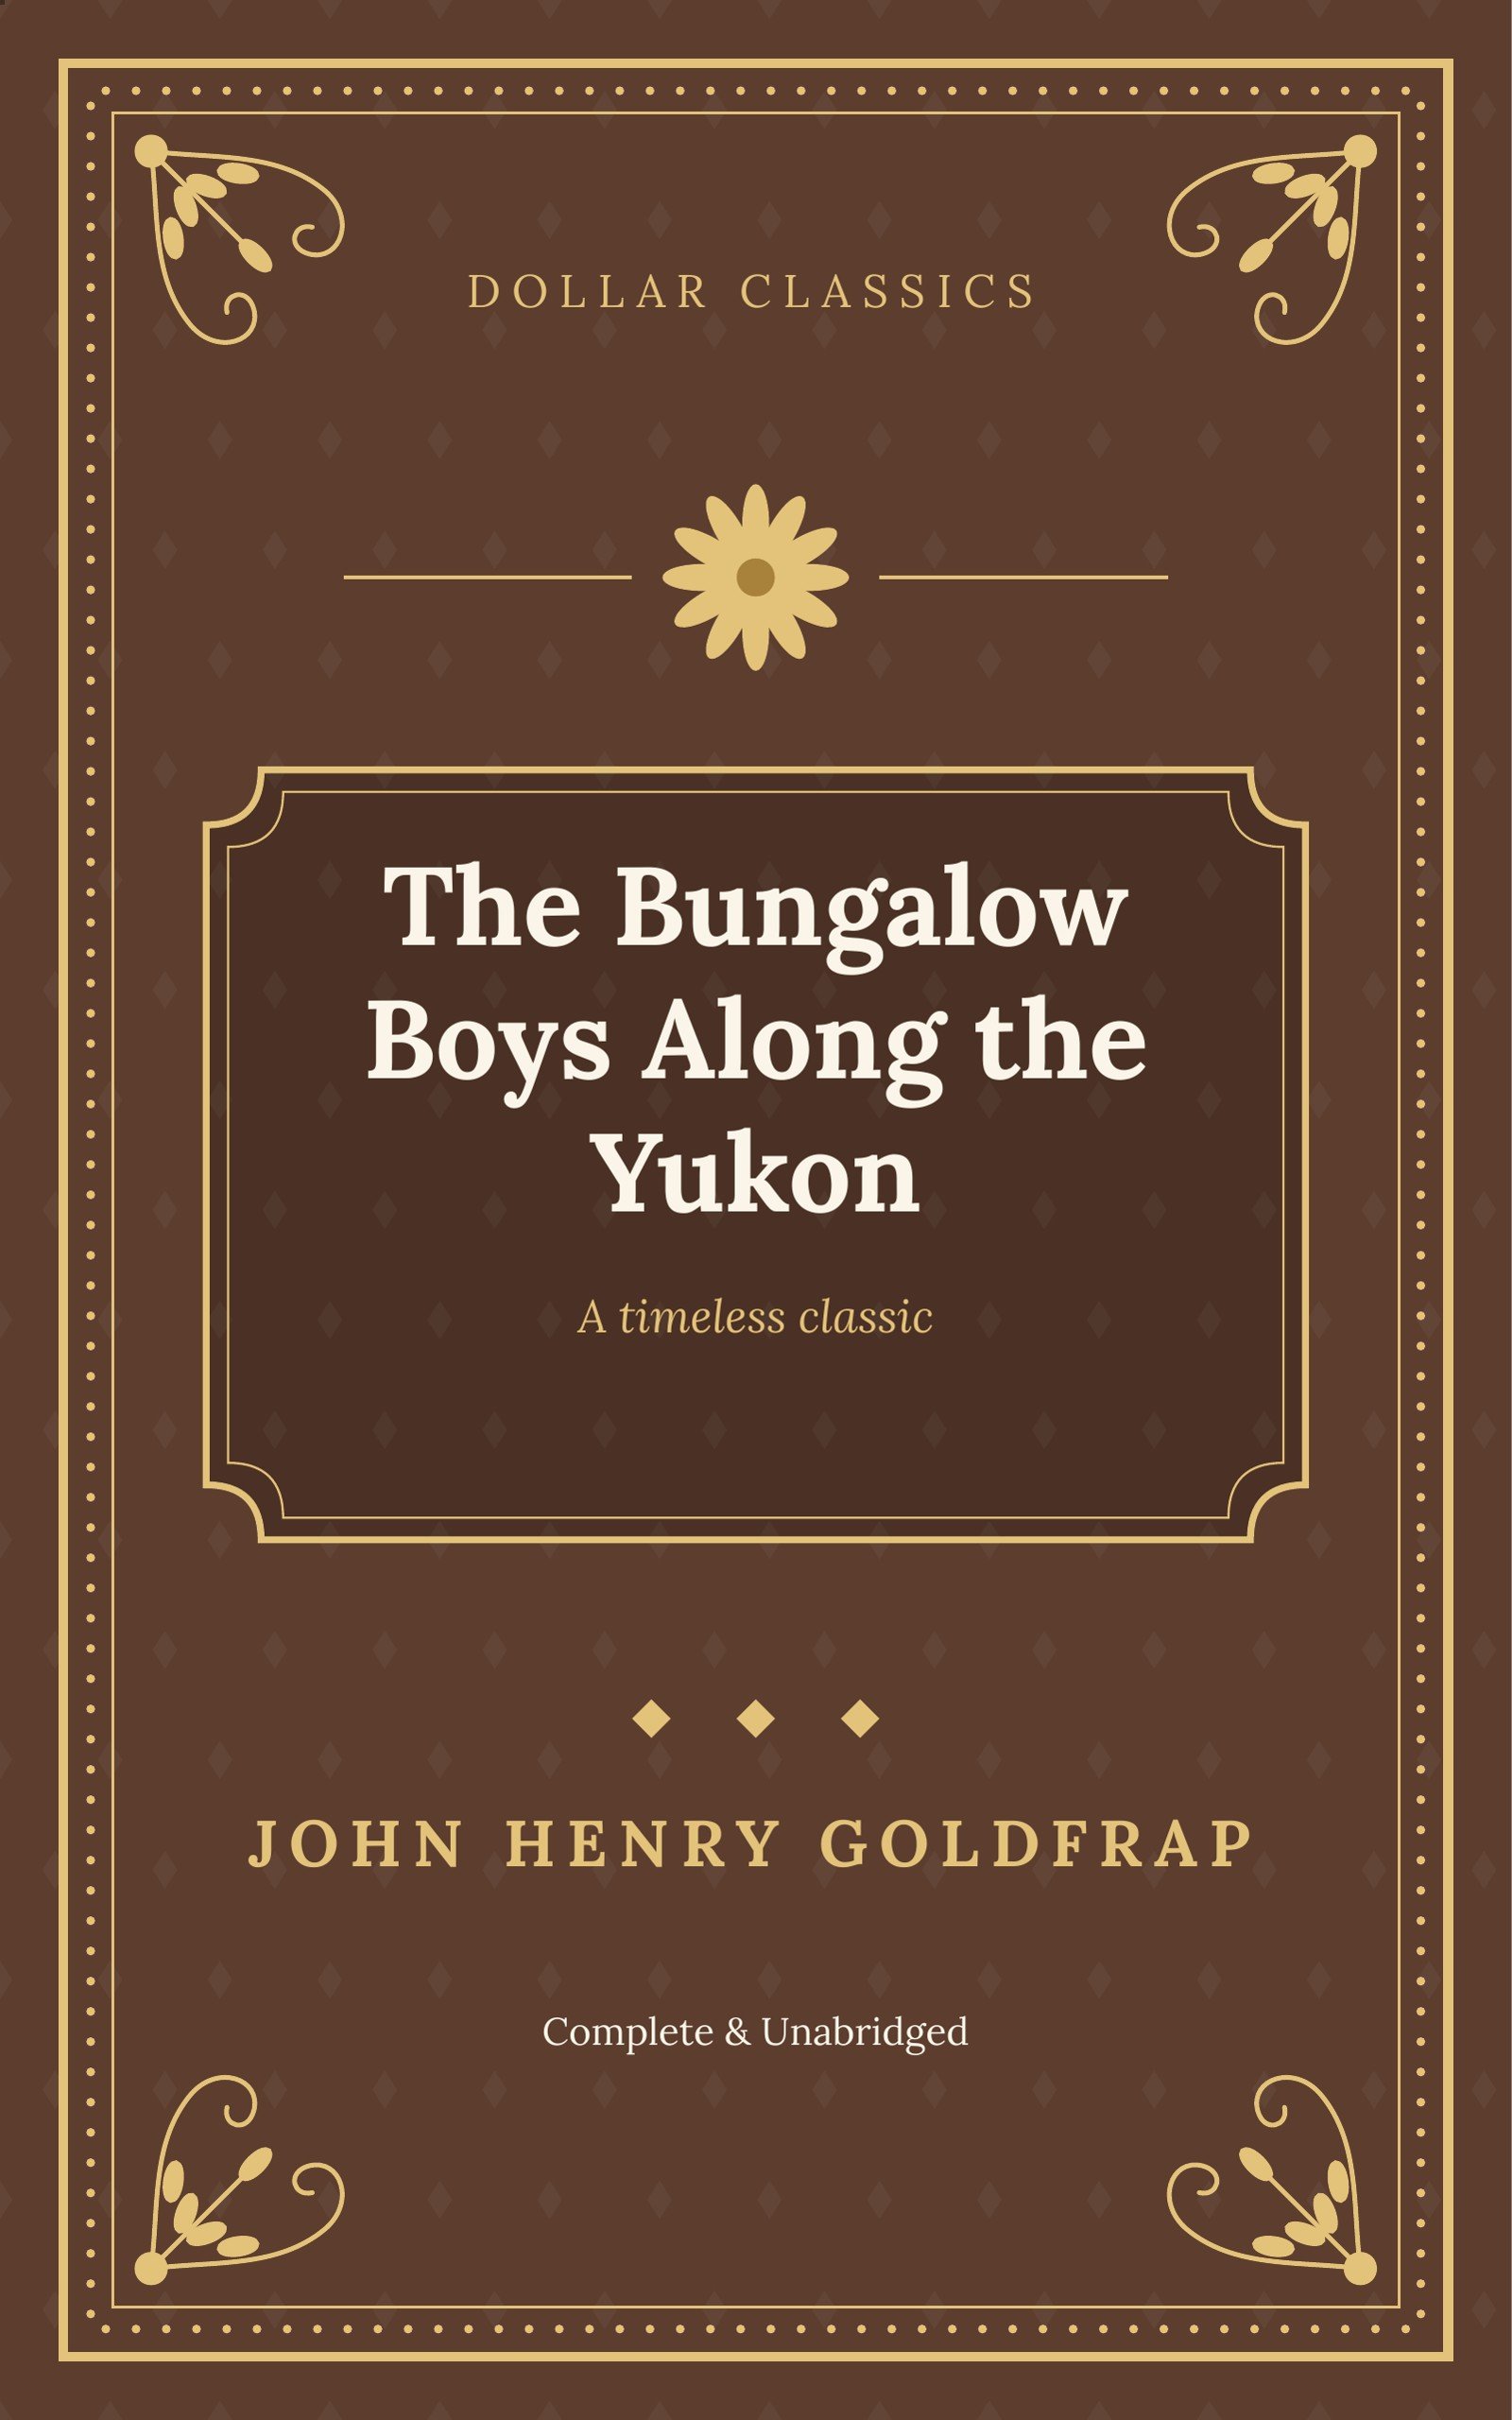 DOLLAR CLASSICS
The Bungalow
Boys Along the
Yukon
A timeless classic
JOHN HENRY GOLDFRAP
Complete & Unabridged